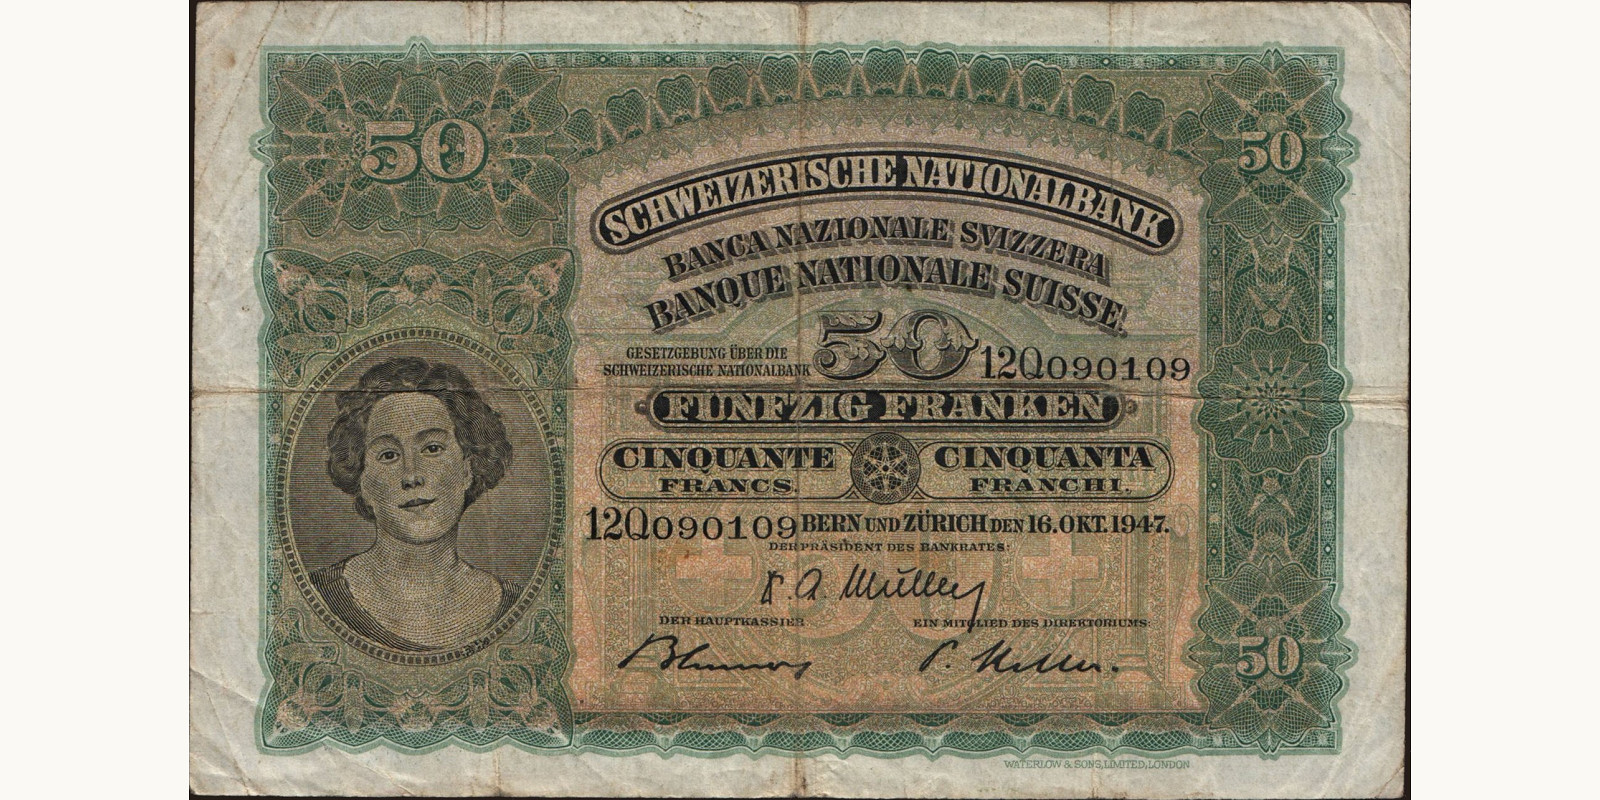 50
50
SCHWEIZERISCHE NATIONALBANK
BANCA NAZIONALE SVIZZERA
BANQUE NATIONALE SUISSE.
GESETZGEBUNG ÜBER DIE
SCHWEIZERISCHE NATIONALBANK
50
12Q090109
FÜNFZIG FRANKEN
CINQUANTE
FRANCS.
CINQUANTA
FRANCHI.
12Q090109 BERN UND ZÜRICH DEN 16. OKT. 1947.
DER PRÄSIDENT DES BANKRATES:
A. Müller
DER HAUPTKASSIER
EIN MITGLIED DES DIREKTORIUMS:
50
50
WATERLOW & SONS, LIMITED, LONDON